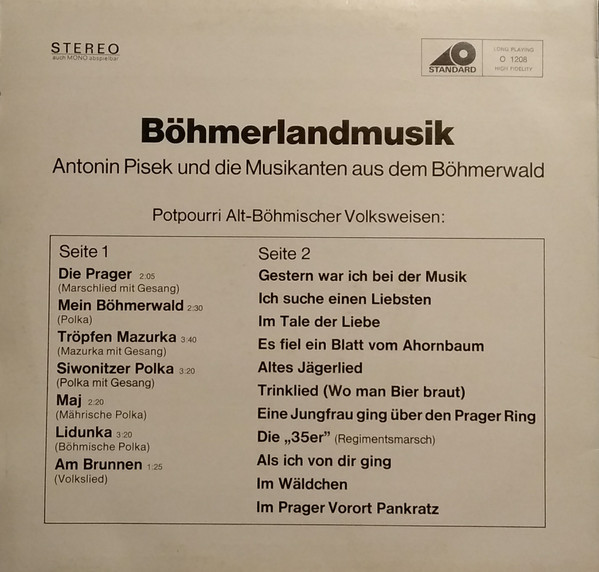 STEREO
auch MONO abspielbar
STANDARD
LONG PLAYING
O 1208
HIGH FIDELITY
Böhmerlandmusik
Antonin Pisek und die Musikanten aus dem Böhmerwald
Potpourri Alt-Böhmischer Volksweisen:
Seite 1
Die Prager 2:05
(Marschlied mit Gesang)
Mein Böhmerwald 2:30
(Polka)
Tröpfen Mazurka 3:40
(Mazurka mit Gesang)
Siwonitzer Polka 3:20
(Polka mit Gesang)
Maj 2:20
(Mährische Polka)
Lidunka 3:20
(Böhmische Polka)
Am Brunnen 1:25
(Volkslied)
Seite 2
Gestern war ich bei der Musik
Ich suche einen Liebsten
Im Tale der Liebe
Es fiel ein Blatt vom Ahornbaum
Altes Jägerlied
Trinklied (Wo man Bier braut)
Eine Jungfrau ging über den Prager Ring
Die „35er" (Regimentsmarsch)
Als ich von dir ging
Im Wäldchen
Im Prager Vorort Pankratz